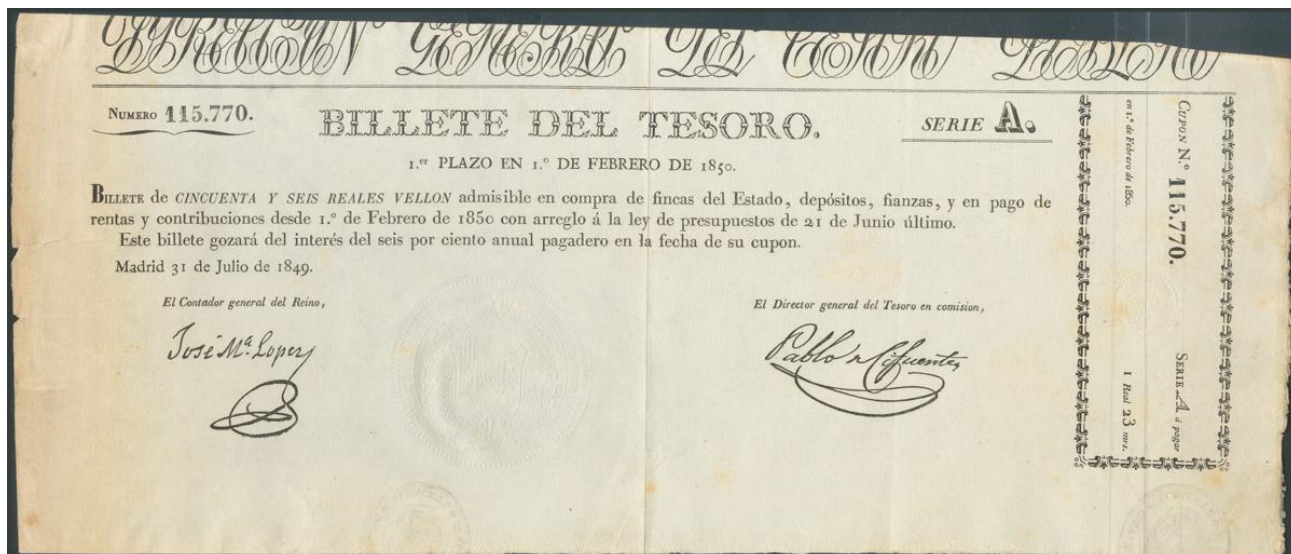 DIRECCION GENERAL DEL TESORO PUBLICO
NUMERO 115.770.
BILLETE DEL TESORO.
SERIE A.
1.er PLAZO EN 1.º DE FEBRERO DE 1850.
BILLETE de CINCUENTA Y SEIS REALES VELLON admisible en compra de fincas del Estado, depósitos, fianzas, y en pago de
rentas y contribuciones desde 1.º de Febrero de 1850 con arreglo á la ley de presupuestos de 21 de Junio último.
Este billete gozará del interés del seis por ciento anual pagadero en la fecha de su cupon.
Madrid 31 de Julio de 1849.
El Contador general del Reino,
José Mª. Lopez
El Director general del Tesoro en comision,
Pablo de Cifuentes
CUPON N.º 115.770. SERIE A á pagar
en 1.º de Febrero de 1850. 1 Real 23 mrs.